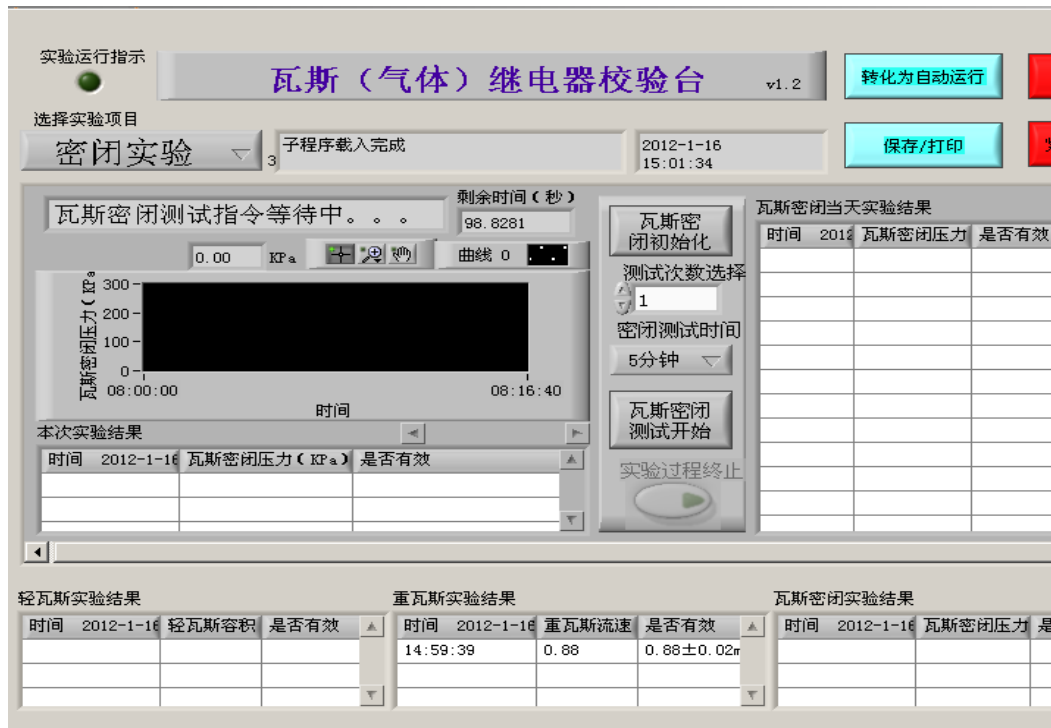 实验运行指示
瓦斯（气体）继电器校验台 v1.2
转化为自动运行
选择实验项目
密闭实验
3
子程序载入完成
2012-1-16
15:01:34
保存/打印
瓦斯密闭测试指令等待中。。。
剩余时间(秒)
98.8281
0.00 KPa
曲线 0
瓦斯密闭压力(KPa)
300
200
100
0
08:00:00 08:16:40
时间
本次实验结果
时间 2012-1-16 瓦斯密闭压力(KPa) 是否有效
瓦斯密
闭初始化
测试次数选择
1
密闭测试时间
5分钟
瓦斯密闭
测试开始
实验过程终止
瓦斯密闭当天实验结果
时间 2012 瓦斯密闭压力 是否有效
轻瓦斯实验结果
时间 2012-1-16 轻瓦斯容积 是否有效
重瓦斯实验结果
时间 2012-1-16 重瓦斯流速 是否有效
14:59:39 0.88 0.88±0.02m
瓦斯密闭实验结果
时间 2012-1-16 瓦斯密闭压力 是